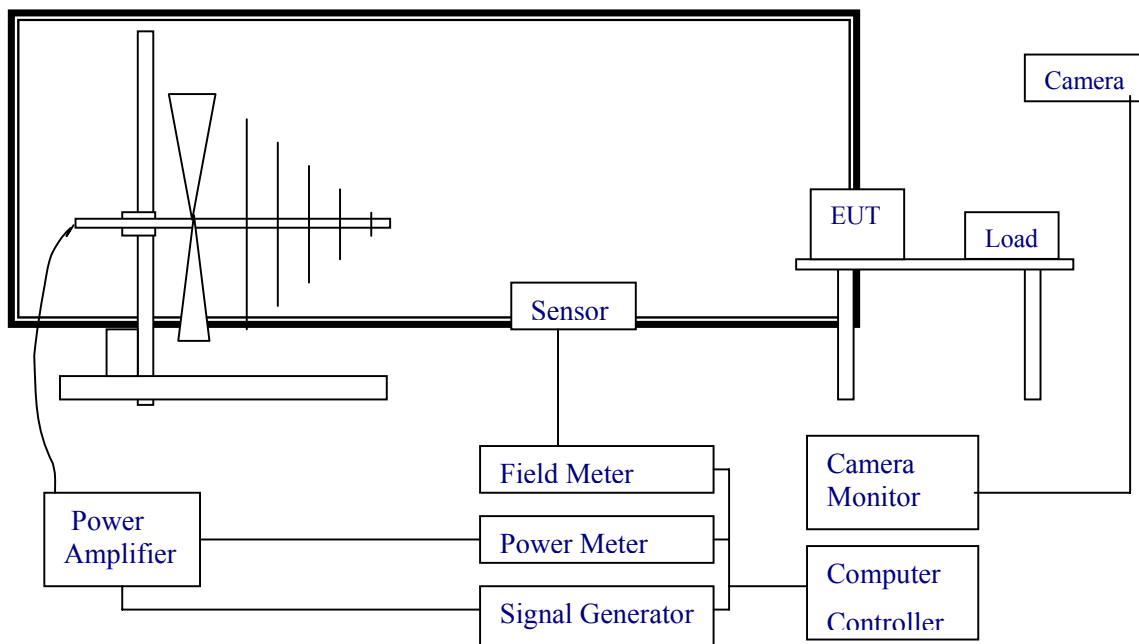 Camera
EUT
Load
Sensor
Field Meter
Camera
Monitor
Power
Amplifier
Power Meter
Computer
Controller
Signal Generator